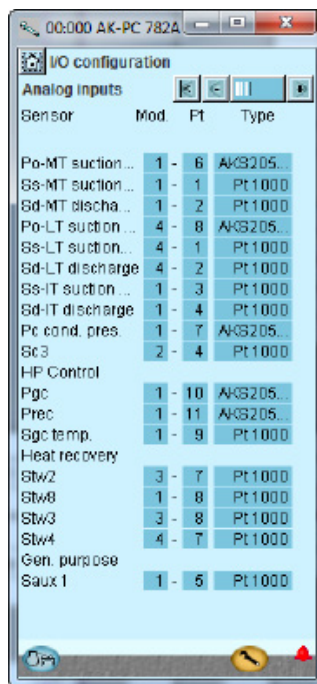 00:000 AK-PC 782A
I/O configuration
Analog inputs
Sensor Mod. Pt Type
Po-MT suction... 1 - 6 AKS205...
Ss-MT suction... 1 - 1 Pt1000
Sd-MT discha... 1 - 2 Pt1000
Po-LT suction ... 4 - 8 AKS205...
Ss-LT suction... 4 - 1 Pt1000
Sd-LT discharge 4 - 2 Pt1000
Ss-IT suction ... 1 - 3 Pt1000
Sd-IT discharge 1 - 4 Pt1000
Pc cond. pres. 1 - 7 AKS205...
Sc3 2 - 4 Pt1000
HP Control
Pgc 1 - 10 AKS205...
Prec 1 - 11 AKS205...
Sgc temp. 1 - 9 Pt1000
Heat recovery
Stw2 3 - 7 Pt1000
Stw8 1 - 8 Pt1000
Stw3 3 - 8 Pt1000
Stw4 4 - 7 Pt1000
Gen. purpose
Saux 1 1 - 5 Pt1000